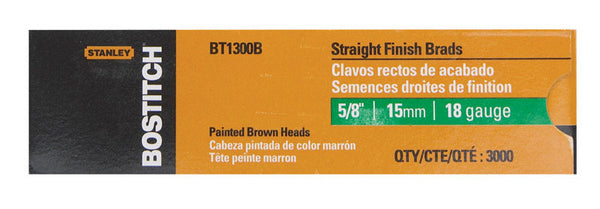 STANLEY
BOSTITCH
BT1300B
Straight Finish Brads
Clavos rectos de acabado
Semences droites de finition
5/8" | 15mm | 18 gauge
Painted Brown Heads
Cabeza pintada de color marrón
Tête peinte marron
QTY/CTE/QTÉ : 3000